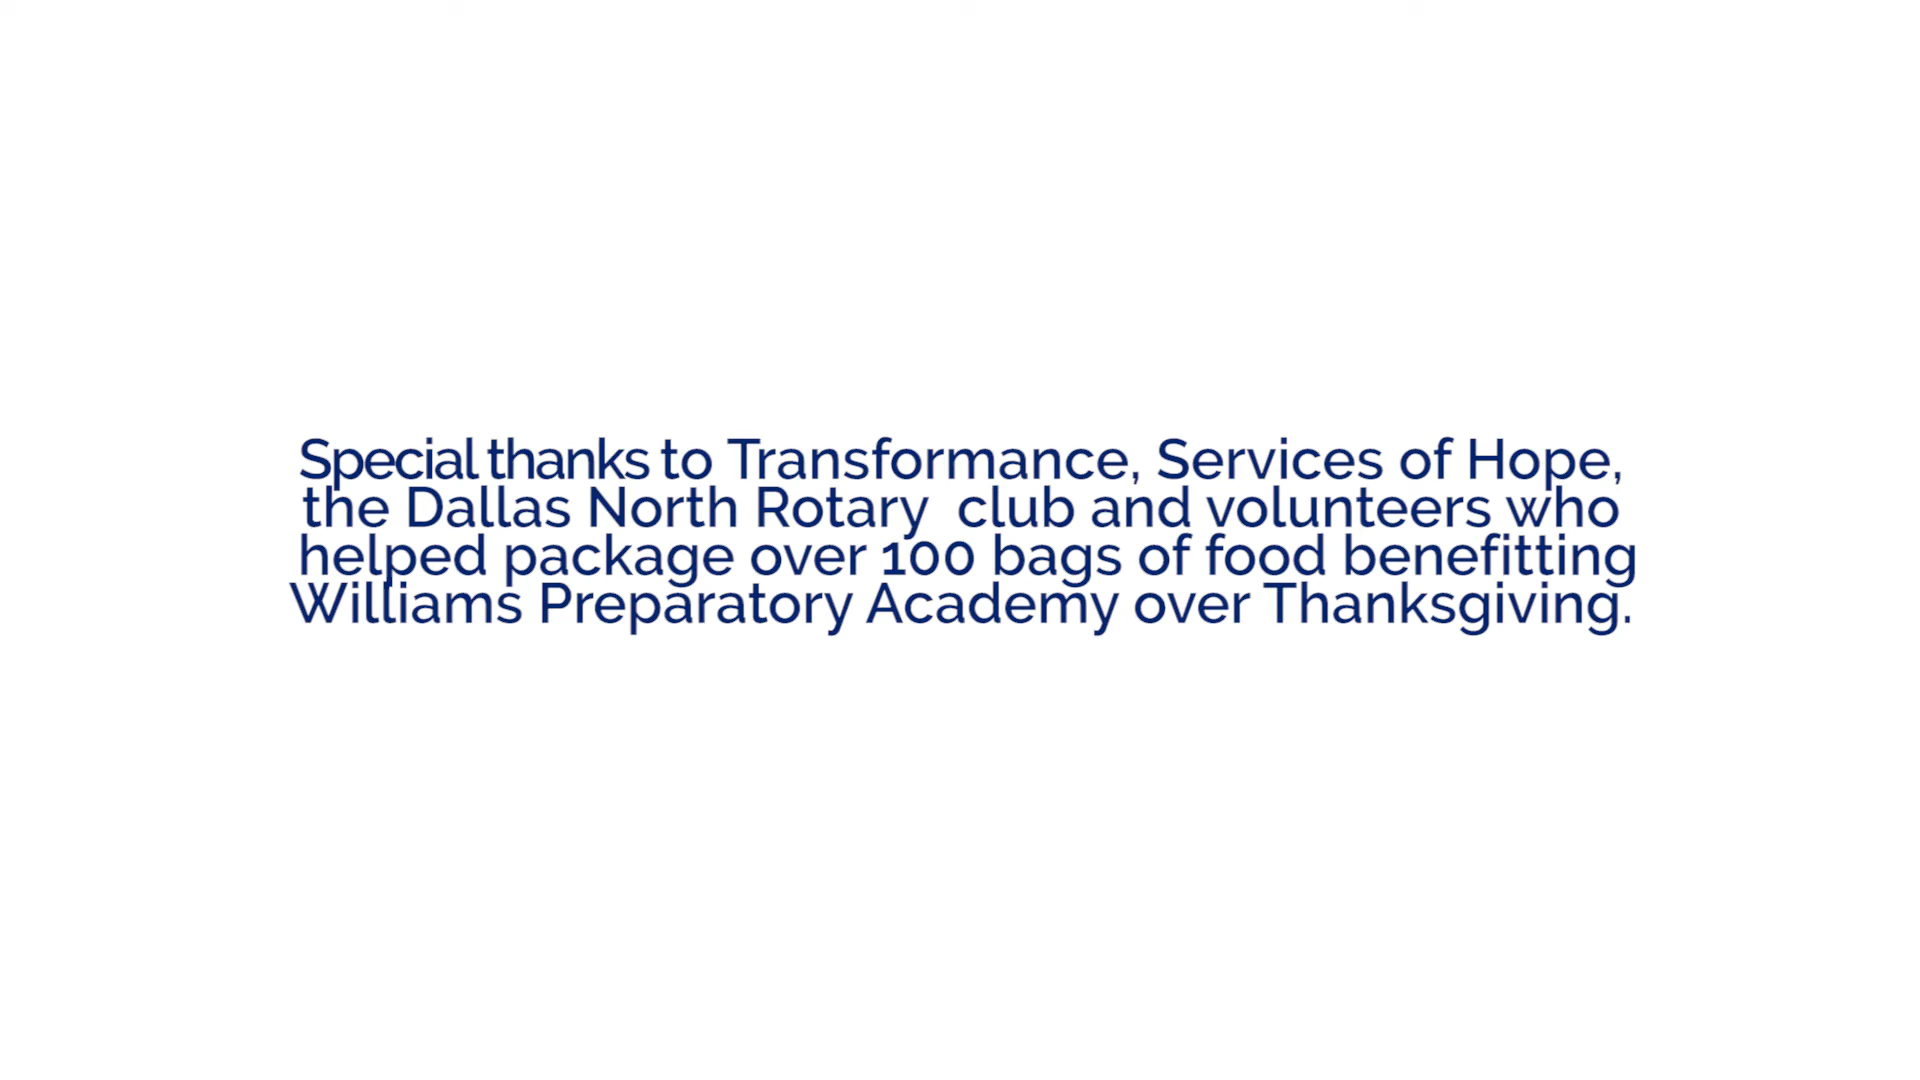 Special thanks to Transformance, Services of Hope,
the Dallas North Rotary  club and volunteers who
helped package over 100 bags of food benefitting
Williams Preparatory Academy over Thanksgiving.